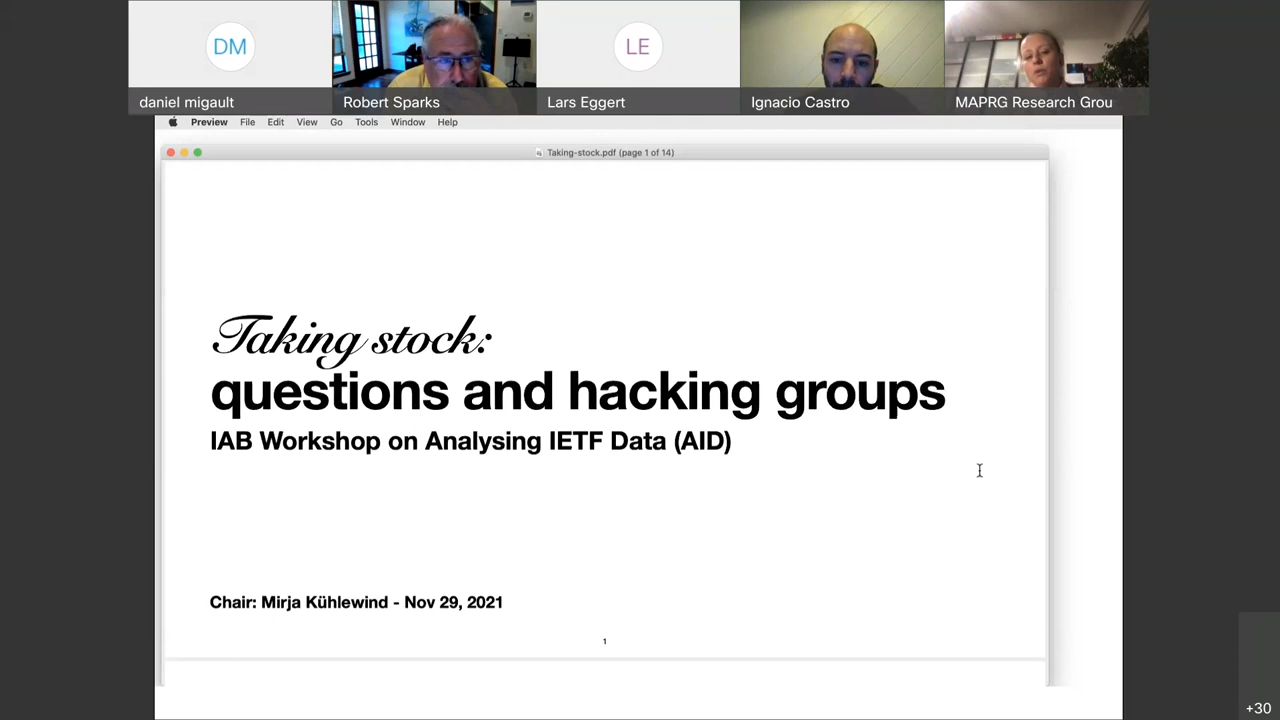 DM
LE
daniel migault
Robert Sparks
Lars Eggert
Ignacio Castro
MAPRG Research Grou
Preview File Edit View Go Tools Window Help
Taking-stock.pdf (page 1 of 14)
Taking stock:
questions and hacking groups
IAB Workshop on Analysing IETF Data (AID)
Chair: Mirja Kühlewind - Nov 29, 2021
1
+30